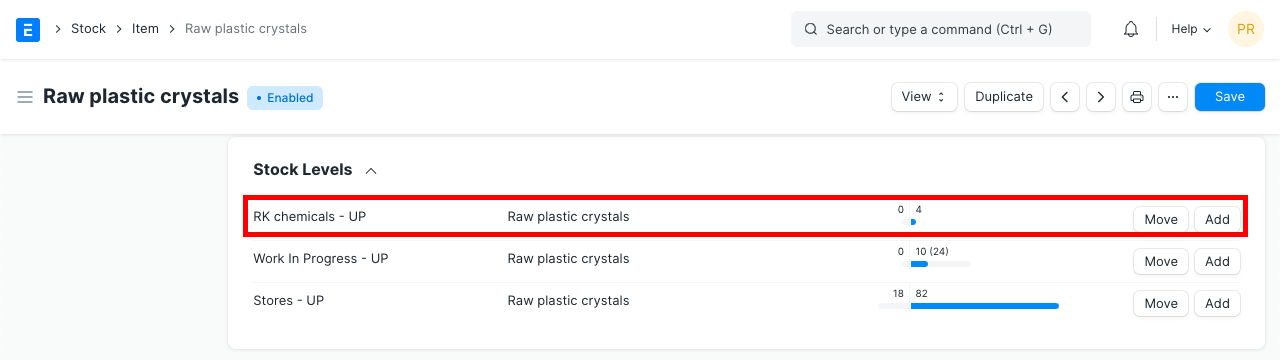 E Stock Item Raw plastic crystals Search or type a command (Ctrl + G) Help PR
Raw plastic crystals • Enabled View Duplicate ··· Save
Stock Levels
RK chemicals - UP Raw plastic crystals 0 4 Move Add
Work In Progress - UP Raw plastic crystals 0 10 (24) Move Add
Stores - UP Raw plastic crystals 18 82 Move Add